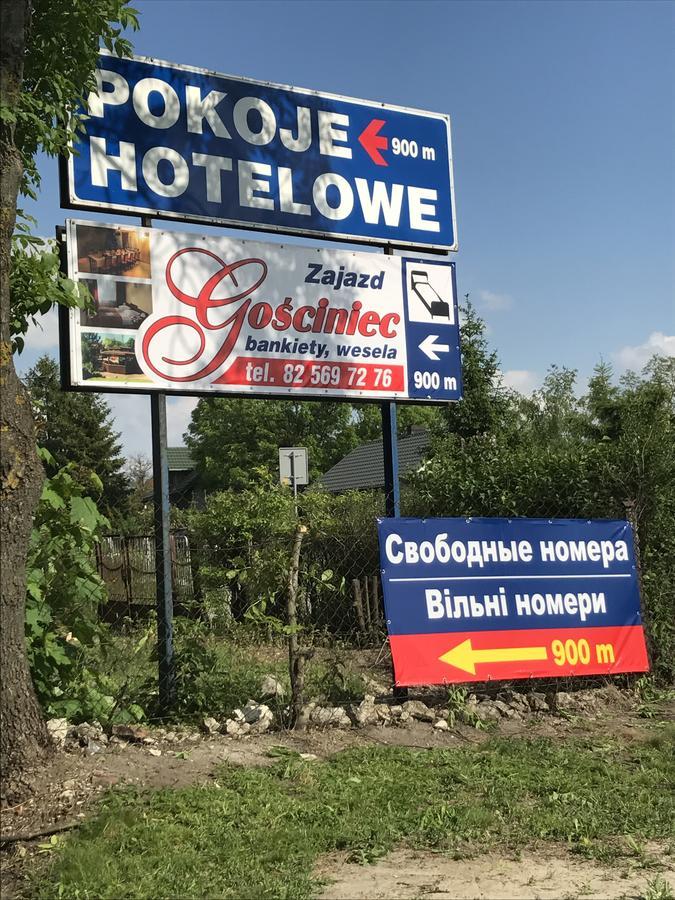 POKOJE 900 m
HOTELOWE
Zajazd
Gościniec
bankiety, wesela
tel. 82 569 72 76
900 m
Свободные номера
Вільні номери
900 m